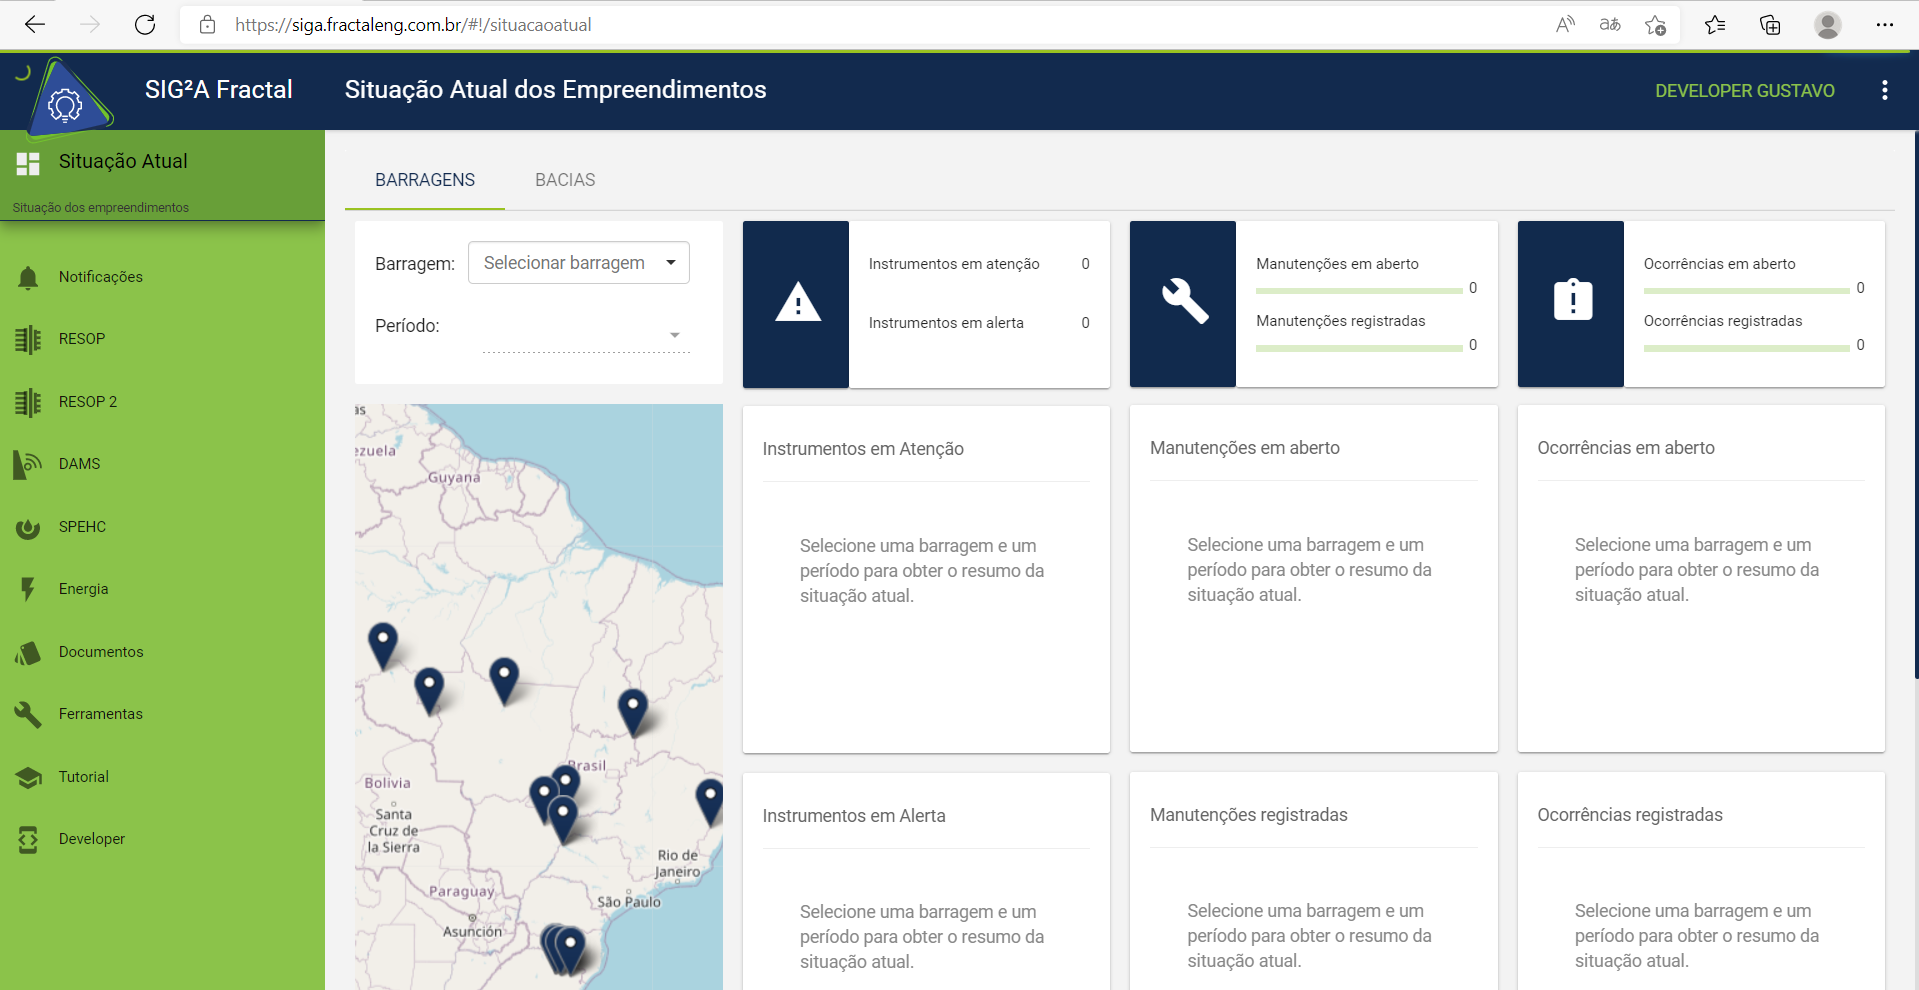 https://siga.fractaleng.com.br/#!/situacaoatual
SIG²A Fractal
Situação Atual dos Empreendimentos
DEVELOPER GUSTAVO
Situação Atual
Situação dos empreendimentos
Notificações
RESOP
RESOP 2
DAMS
SPEHC
Energia
Documentos
Ferramentas
Tutorial
Developer
BARRAGENS
BACIAS
Barragem:
Selecionar barragem
Período:
Instrumentos em atenção 0
Instrumentos em alerta 0
Manutenções em aberto
0
Manutenções registradas
0
Ocorrências em aberto
0
Ocorrências registradas
0
as
ezuela
Guyana
Brasil
Bolivia
Santa
Cruz de
la Sierra
Rio de
Janeiro
Paraguay
São Paulo
Asunción
Instrumentos em Atenção
Selecione uma barragem e um
período para obter o resumo da
situação atual.
Manutenções em aberto
Selecione uma barragem e um
período para obter o resumo da
situação atual.
Ocorrências em aberto
Selecione uma barragem e um
período para obter o resumo da
situação atual.
Instrumentos em Alerta
Selecione uma barragem e um
período para obter o resumo da
situação atual.
Manutenções registradas
Selecione uma barragem e um
período para obter o resumo da
situação atual.
Ocorrências registradas
Selecione uma barragem e um
período para obter o resumo da
situação atual.